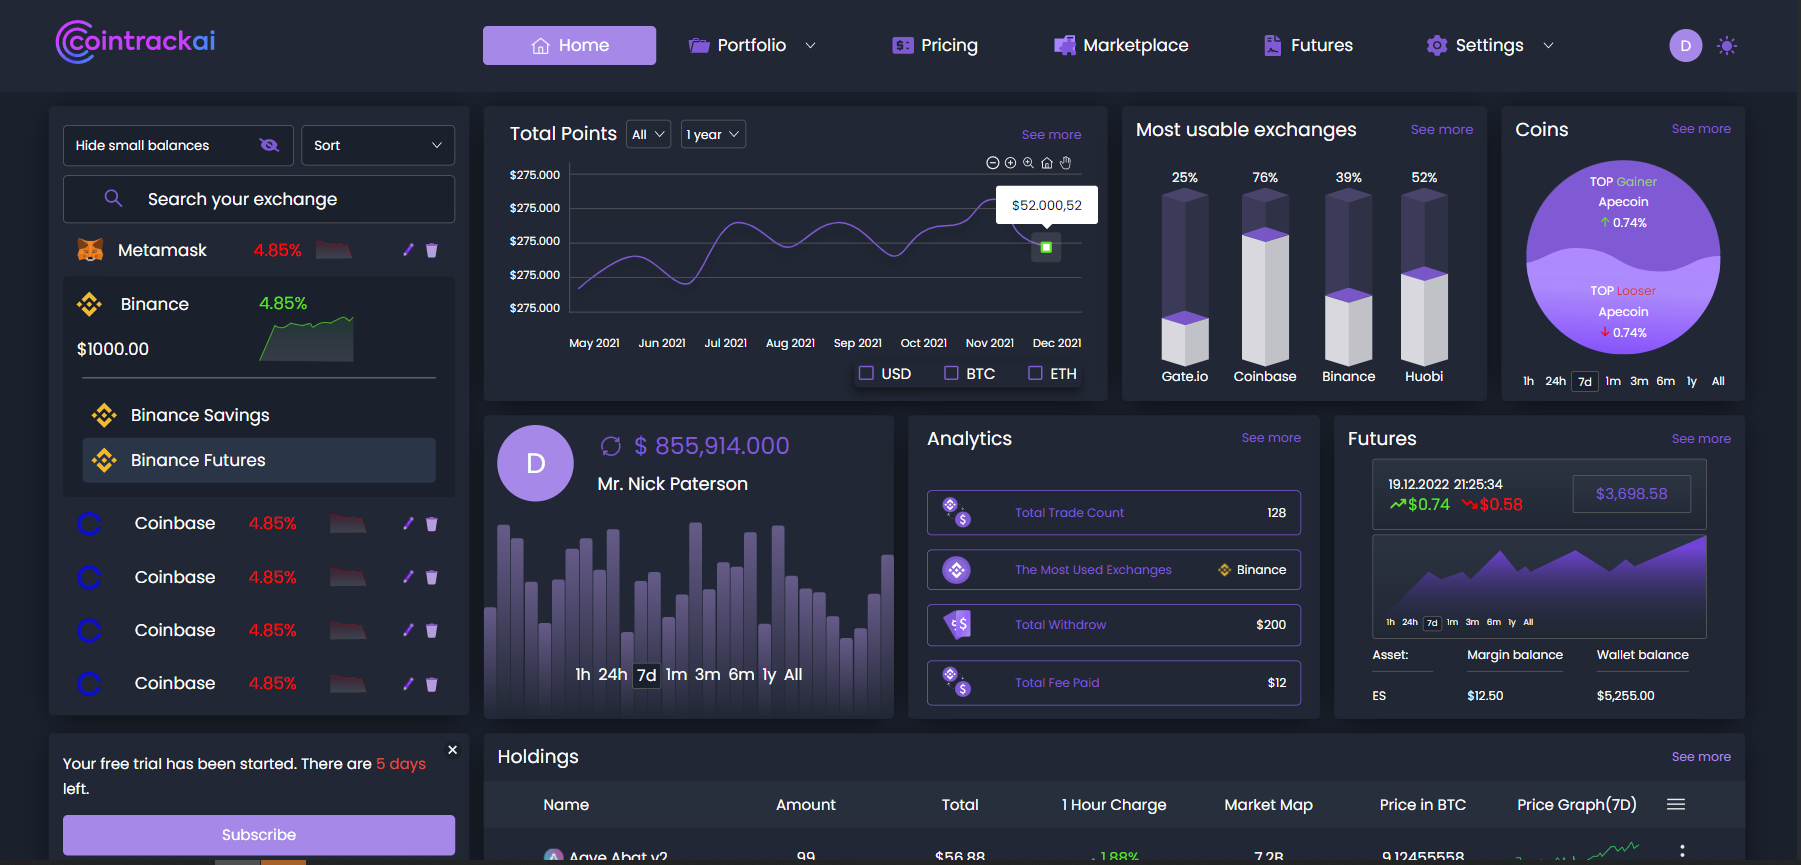 cointrackai
Home
Portfolio
Pricing
Marketplace
Futures
Settings
D
Hide small balances
Sort
Search your exchange
Metamask 4.85%
Binance 4.85%
$1000.00
Binance Savings
Binance Futures
Coinbase 4.85%
Coinbase 4.85%
Coinbase 4.85%
Coinbase 4.85%
Your free trial has been started. There are 5 days
left.
Subscribe
Total Points All 1 year See more
$275.000
$275.000
$275.000
$275.000
$275.000
$52.000,52
May 2021 Jun 2021 Jul 2021 Aug 2021 Sep 2021 Oct 2021 Nov 2021 Dec 2021
USD BTC ETH
Most usable exchanges See more
25% 76% 39% 52%
Gate.io Coinbase Binance Huobi
Coins See more
TOP Gainer
Apecoin
0.74%
TOP Looser
Apecoin
0.74%
1h 24h 7d 1m 3m 6m 1y All
D
$ 855,914.000
Mr. Nick Paterson
1h 24h 7d 1m 3m 6m 1y All
Analytics See more
Total Trade Count 128
The Most Used Exchanges Binance
Total Withdrow $200
Total Fee Paid $12
Futures See more
19.12.2022 21:25:34
$0.74 $0.58
$3,698.58
1h 24h 7d 1m 3m 6m 1y All
Asset: Margin balance Wallet balance
ES $12.50 $5,255.00
Holdings See more
Name Amount Total 1 Hour Charge Market Map Price in BTC Price Graph(7D)
Aave Abat v2 99 $56.88 1.88% 7.2B 9.12455558